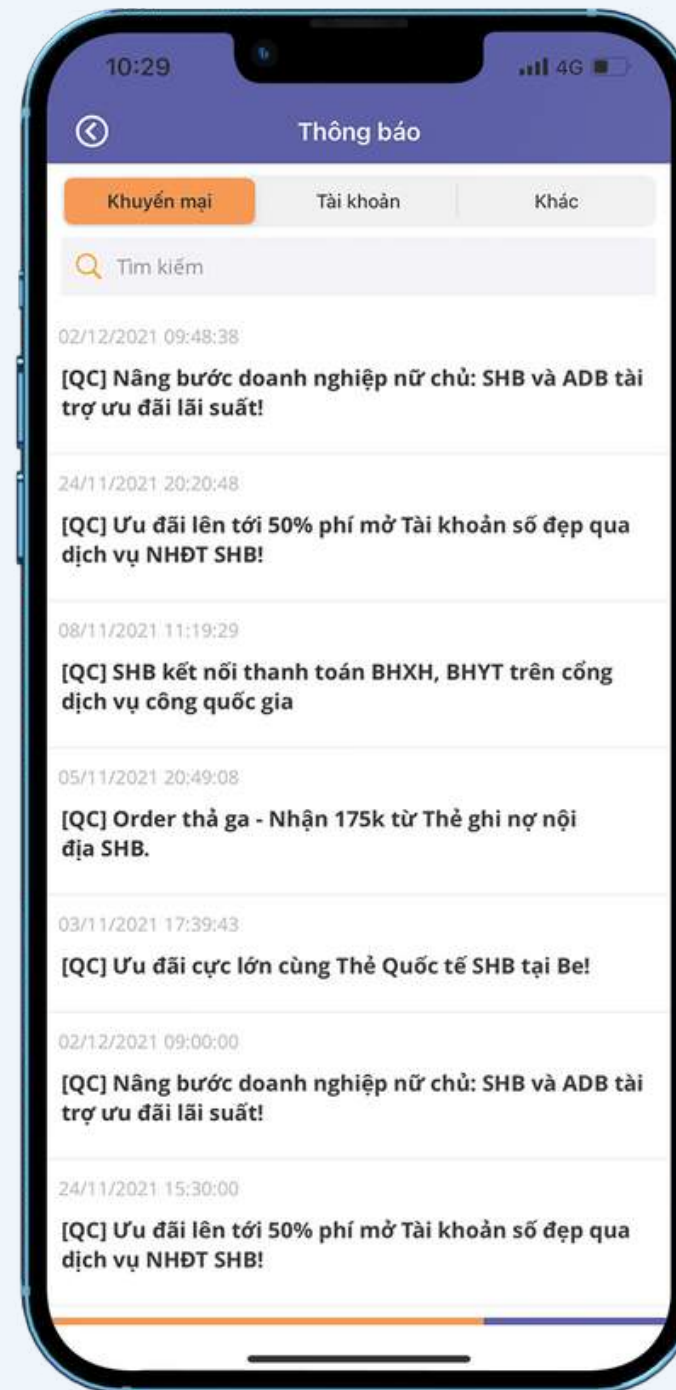 10:29
4G
Thông báo
Khuyến mại
Tài khoản
Khác
Tìm kiếm
02/12/2021 09:48:38
[QC] Nâng bước doanh nghiệp nữ chủ: SHB và ADB tài
trợ ưu đãi lãi suất!
24/11/2021 20:20:48
[QC] Ưu đãi lên tới 50% phí mở Tài khoản số đẹp qua
dịch vụ NHĐT SHB!
08/11/2021 11:19:29
[QC] SHB kết nối thanh toán BHXH, BHYT trên cổng
dịch vụ công quốc gia
05/11/2021 20:49:08
[QC] Order thả ga - Nhận 175k từ Thẻ ghi nợ nội
địa SHB.
03/11/2021 17:39:43
[QC] Ưu đãi cực lớn cùng Thẻ Quốc tế SHB tại Be!
02/12/2021 09:00:00
[QC] Nâng bước doanh nghiệp nữ chủ: SHB và ADB tài
trợ ưu đãi lãi suất!
24/11/2021 15:30:00
[QC] Ưu đãi lên tới 50% phí mở Tài khoản số đẹp qua
dịch vụ NHĐT SHB!